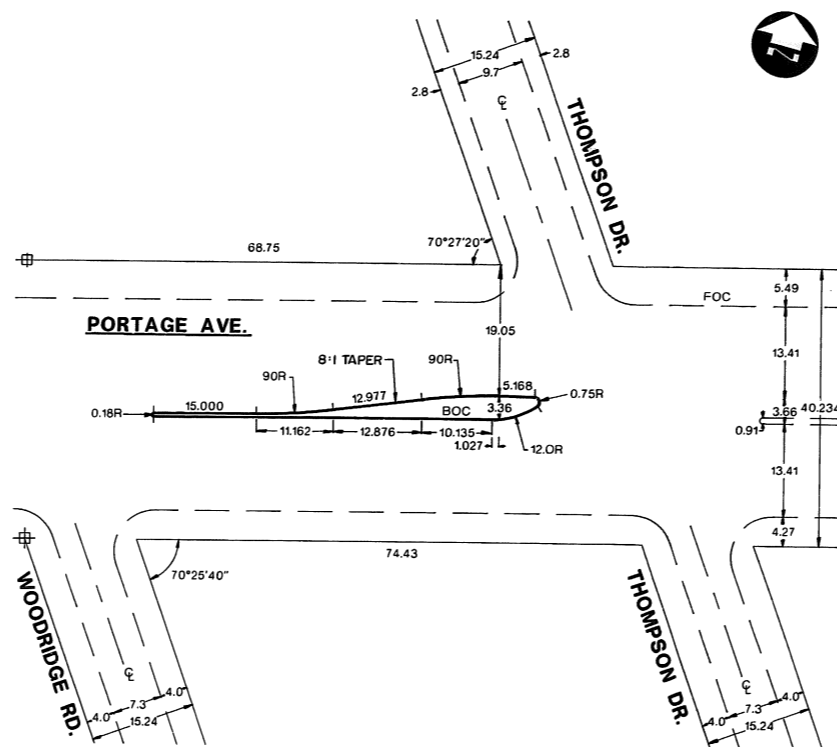 15.24
2.8
9.7
2.8
℄
THOMPSON DR.
N
68.75
70°27'20"
5.49
FOC
PORTAGE AVE.
19.05
13.41
8:1 TAPER
90R
90R
5.168
12.977
0.75R
15.000
0.18R
BOC
3.36
3.66
40.234
0.91
11.162
12.876
10.135
12.0R
1.027
13.41
4.27
74.43
70°25'40"
WOODRIDGE RD.
THOMPSON DR.
℄
℄
4.0
7.3
4.0
15.24
4.0
7.3
4.0
15.24